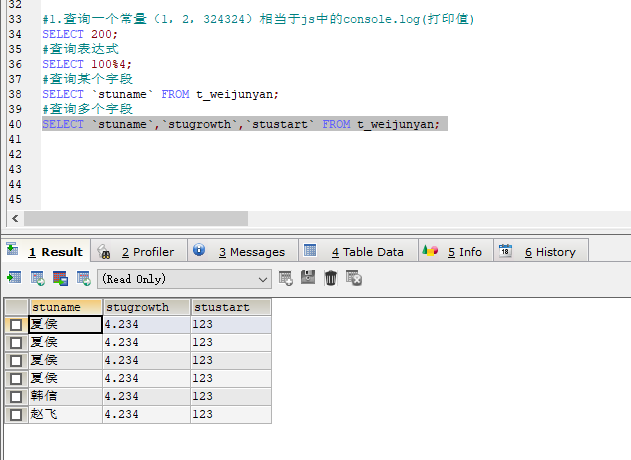 32
33 #1.查询一个常量（1，2，324324）相当于js中的console.log(打印值)
34 SELECT 200;
35 #查询表达式
36 SELECT 100%4;
37 #查询某个字段
38 SELECT `stuname` FROM t_weijunyan;
39 #查询多个字段
40 SELECT `stuname`,`stugrowth`,`stustart` FROM t_weijunyan;
41
42
43
44
45
1 Result 2 Profiler 3 Messages 4 Table Data 5 Info 18 6 History
(Read Only)
stuname stugrowth stustart
夏侯 4.234 123
夏侯 4.234 123
夏侯 4.234 123
夏侯 4.234 123
韩信 4.234 123
赵飞 4.234 123